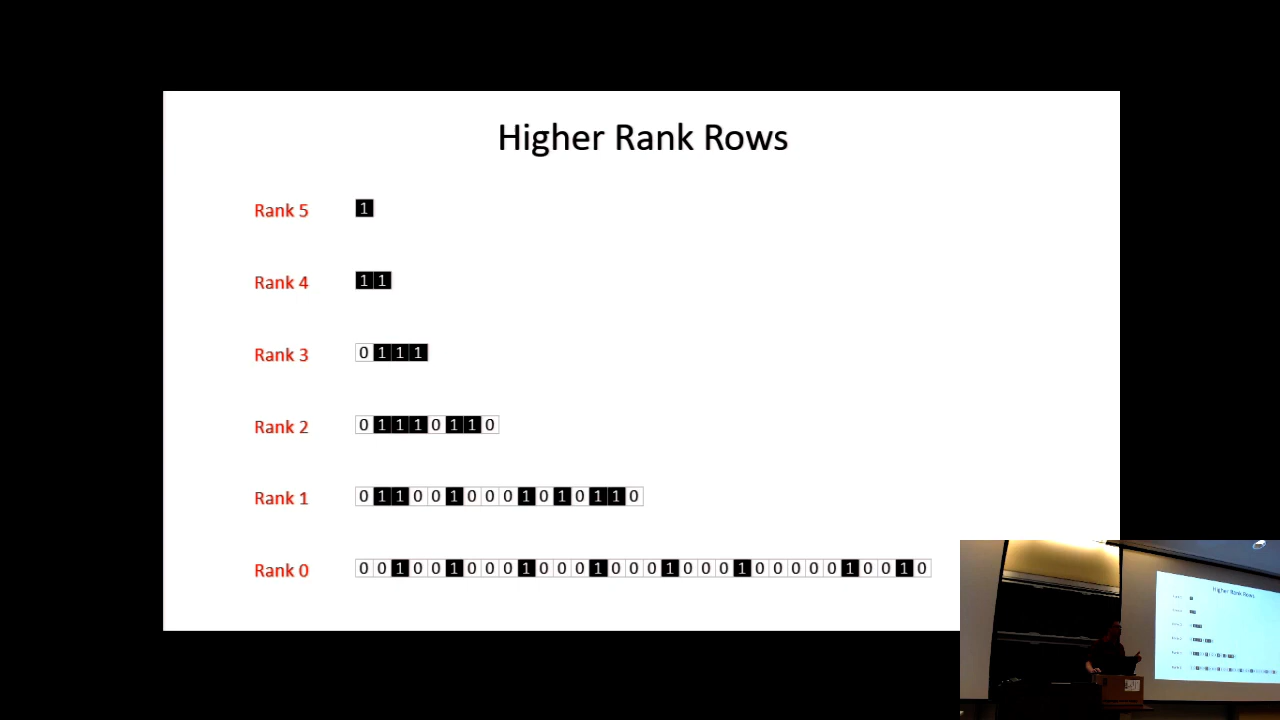 Higher Rank Rows
Rank 5 1
Rank 4 1 1
Rank 3 0 1 1 1
Rank 2 0 1 1 1 0 1 1 0
Rank 1 0 1 1 0 0 1 0 0 0 1 0 1 0 1 1 0
Rank 0 0 0 1 0 0 1 0 0 0 1 0 0 0 1 0 0 0 1 0 0 0 1 0 0 0 0 0 1 0 0 1 0
Higher Rank Rows